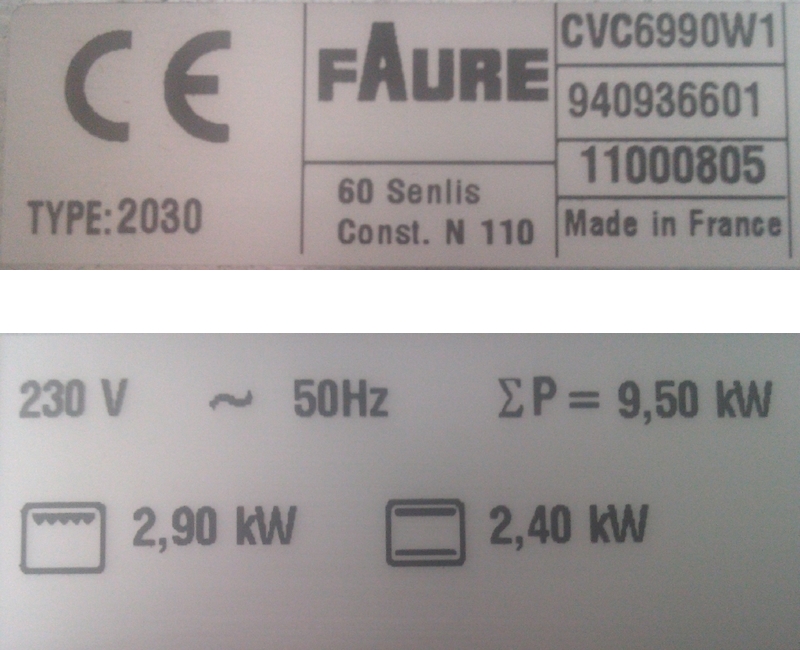 CE
TYPE: 2030
FAURE
60 Senlis
Const. N 110
CVC6990W1
940936601
11000805
Made in France
230 V ~ 50Hz ΣP = 9,50 kW
2,90 kW 2,40 kW